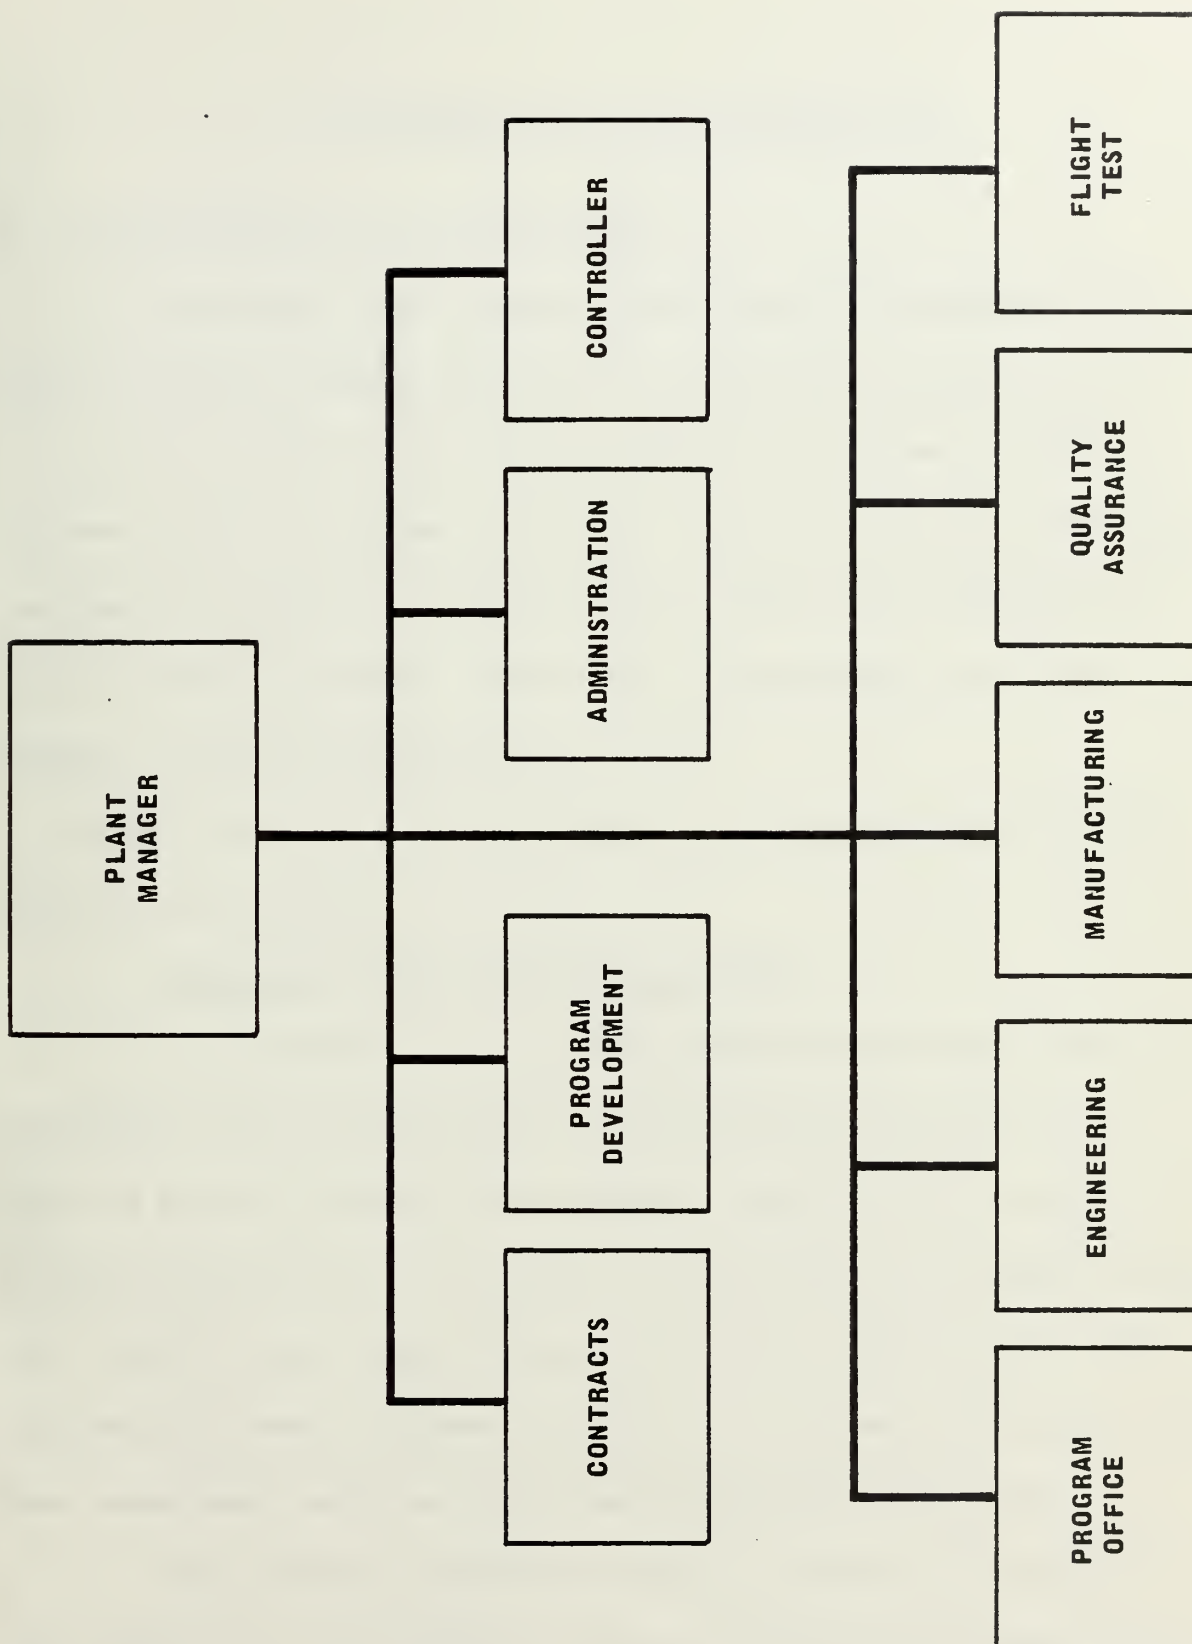 PLANT
MANAGER
CONTRACTS
PROGRAM
DEVELOPMENT
ADMINISTRATION
CONTROLLER
PROGRAM
OFFICE
ENGINEERING
MANUFACTURING
QUALITY
ASSURANCE
FLIGHT
TEST